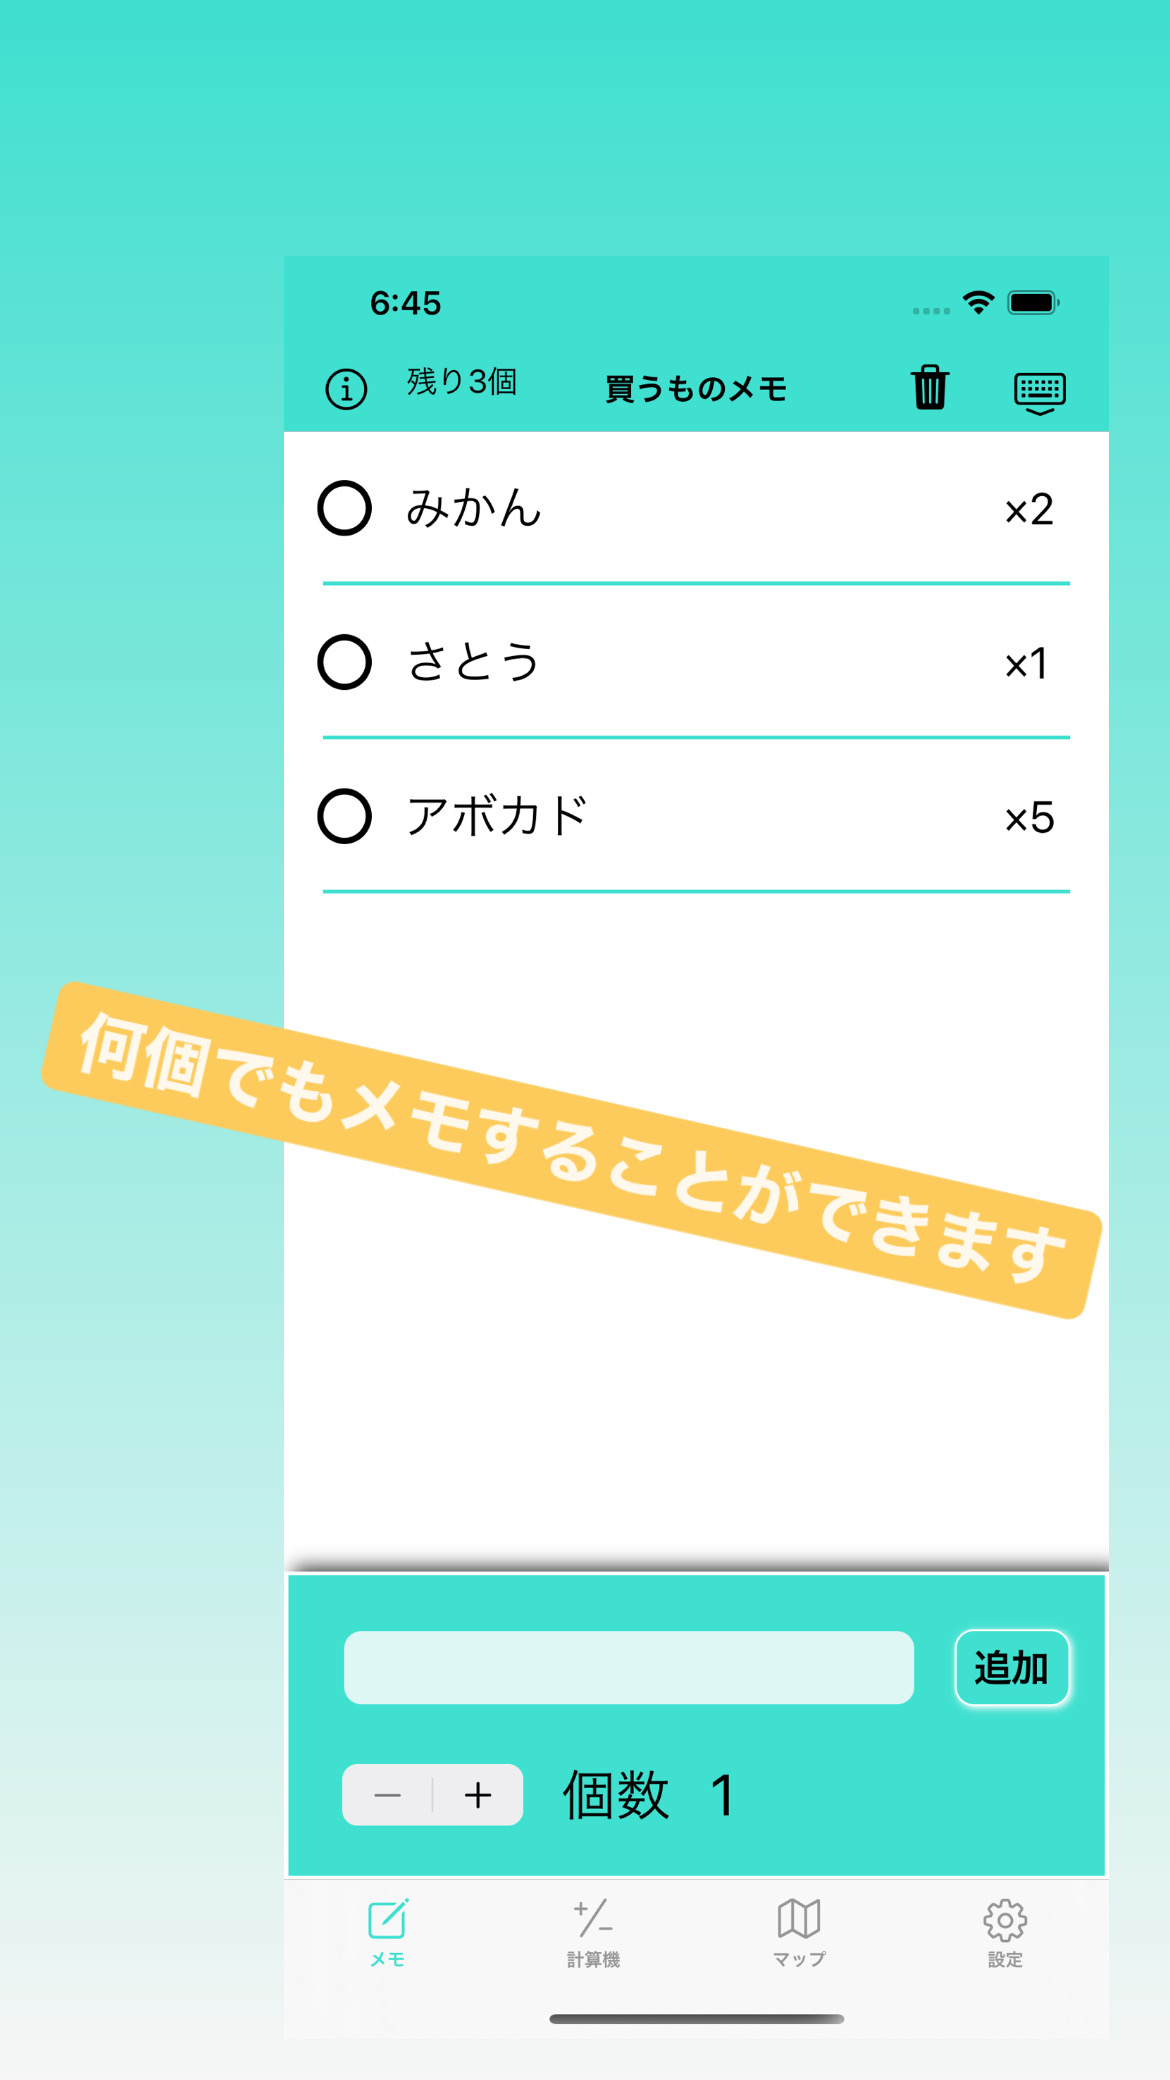 6:45
残り3個
買うものメモ
みかん ×2
さとう ×1
アボカド ×5
何個でもメモすることができます
追加
− + 個数 1
メモ 計算機 マップ 設定